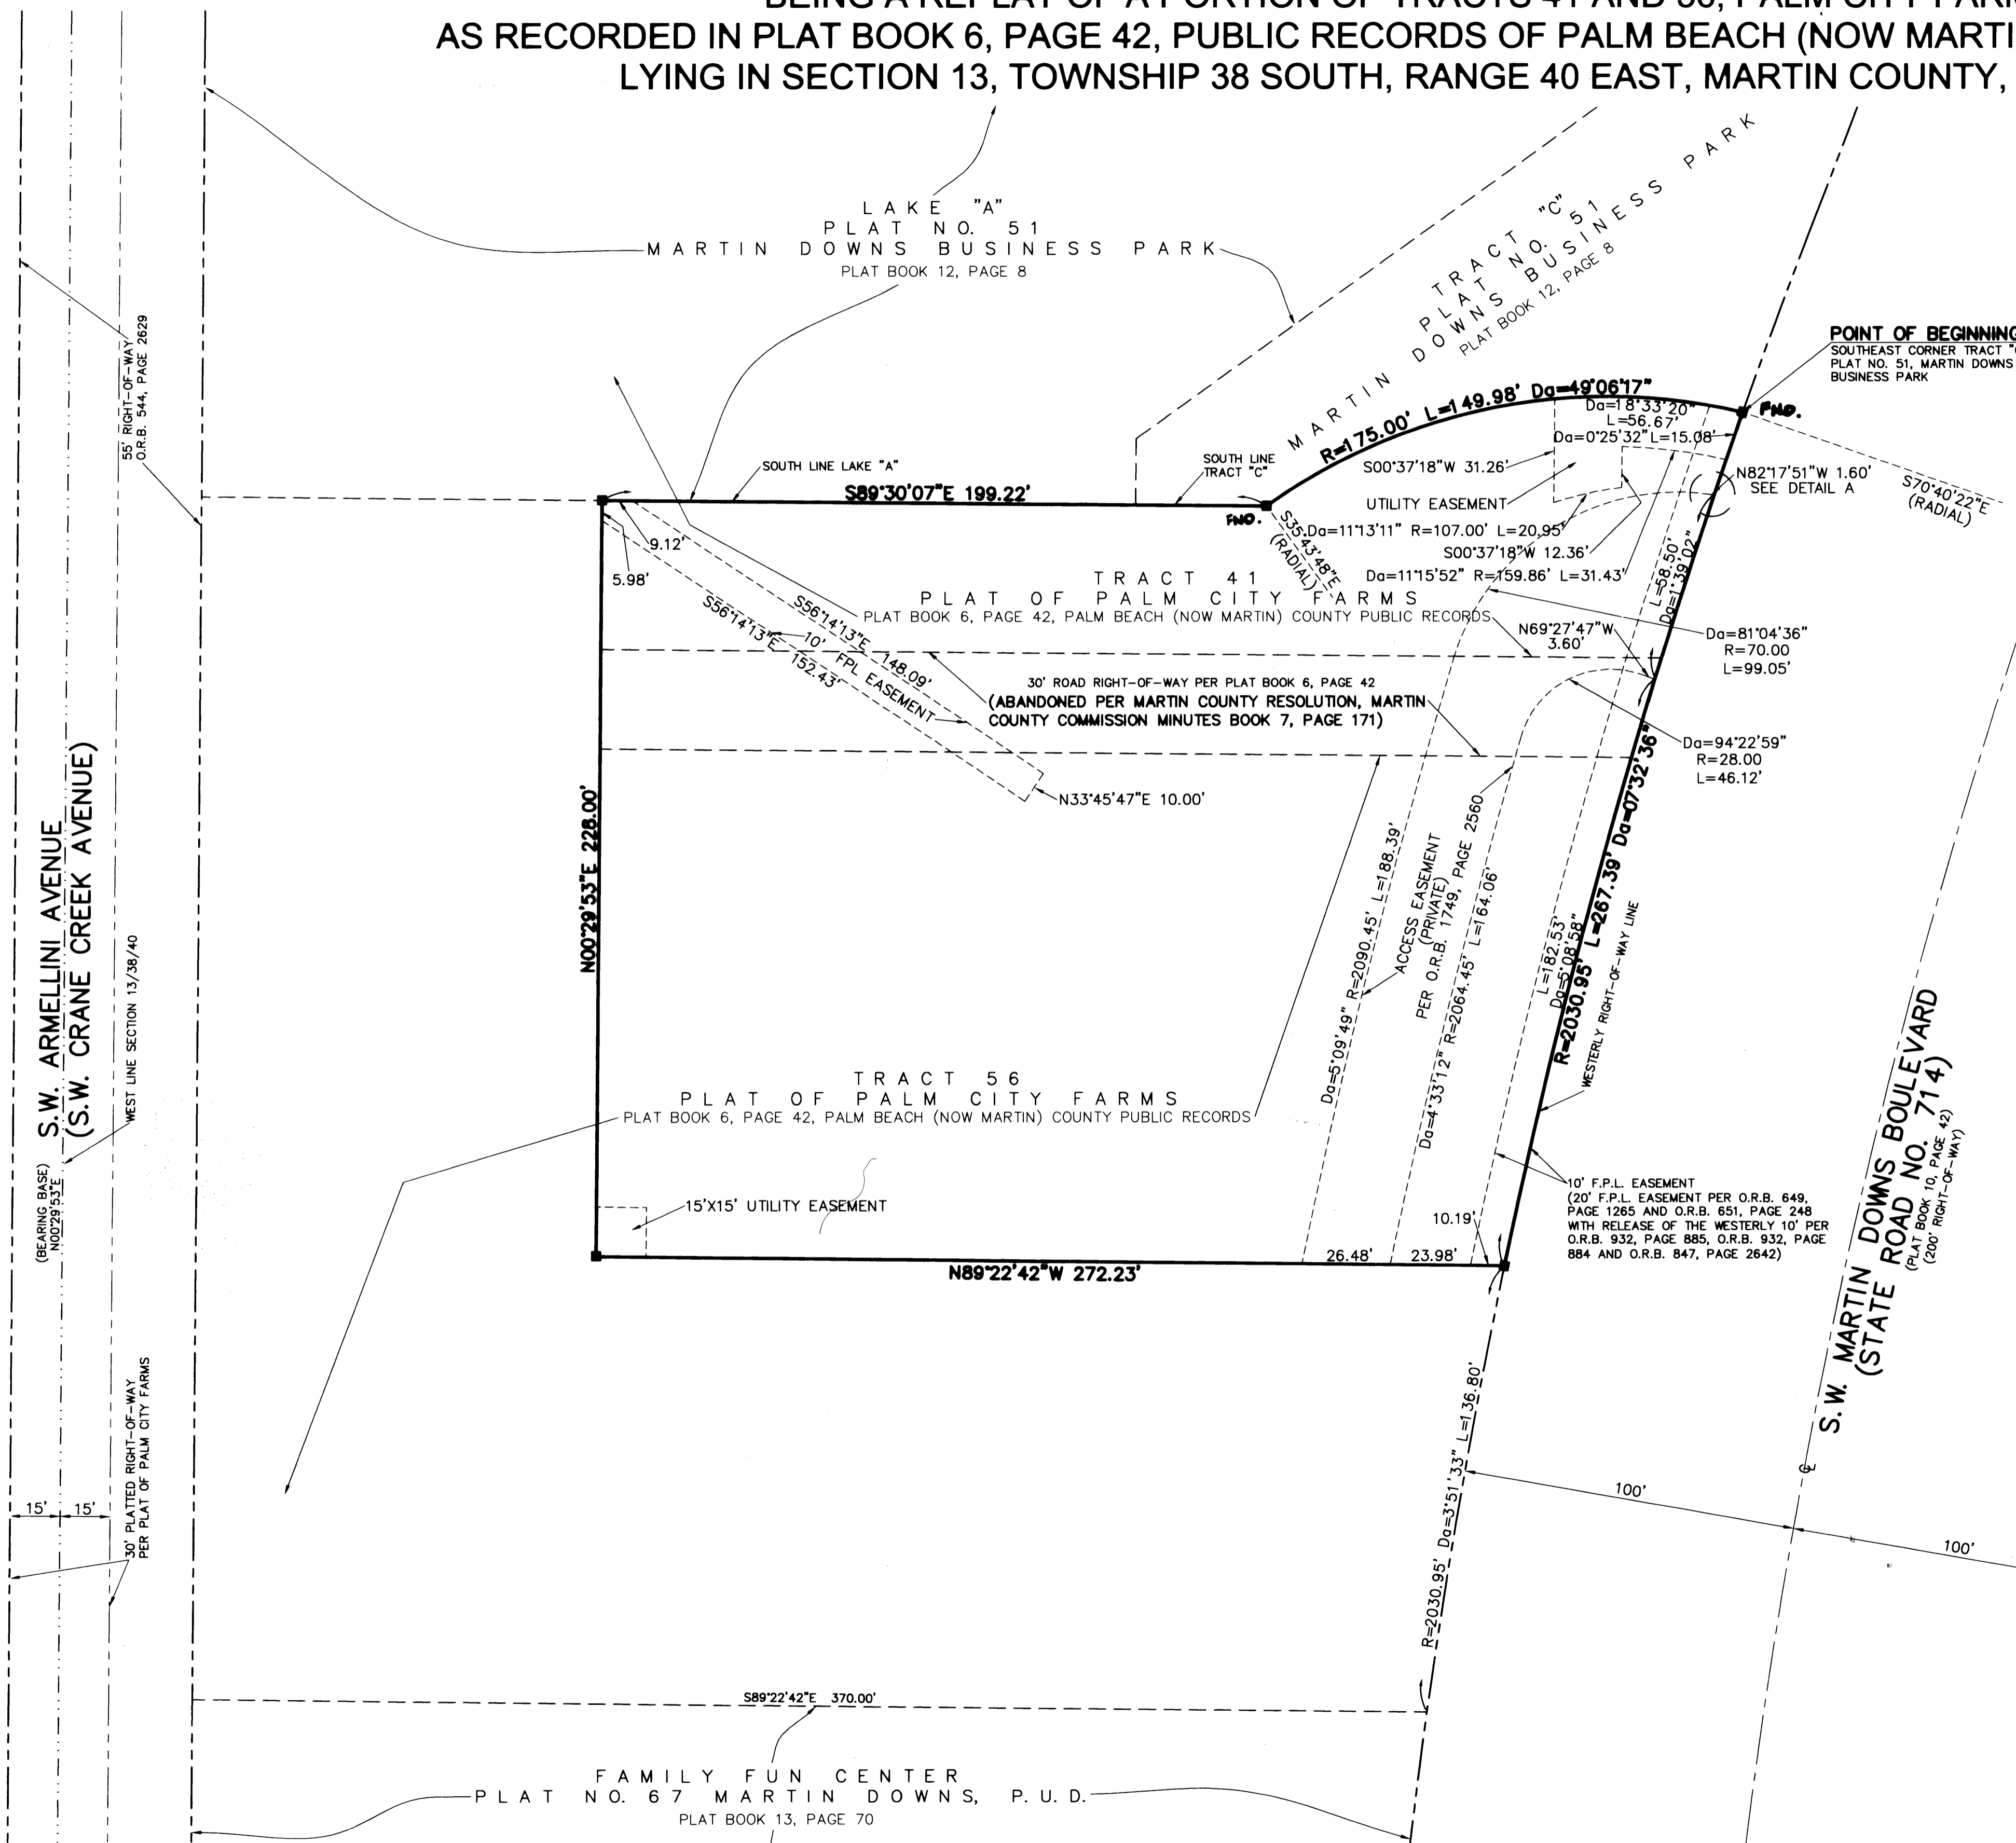 AS RECORDED IN PLAT BOOK 6, PAGE 42, PUBLIC RECORDS OF PALM BEACH (NOW MARTI
LYING IN SECTION 13, TOWNSHIP 38 SOUTH, RANGE 40 EAST, MARTIN COUNTY,
LAKE "A"
PLAT NO. 51
MARTIN DOWNS BUSINESS PARK
PLAT BOOK 12, PAGE 8
TRACT "C"
PLAT NO. 51
MARTIN DOWNS BUSINESS PARK
PLAT BOOK 12, PAGE 8
55' RIGHT-OF-WAY
O.R.B. 544, PAGE 2629
POINT OF BEGINNING
SOUTHEAST CORNER TRACT "
PLAT NO. 51, MARTIN DOWNS
BUSINESS PARK
FND.
R=175.00' L=149.98' Da=49°06'17"
Da=18°33'20"
L=56.67'
Da=0°25'32" L=15.08'
S00°37'18"W 31.26'
UTILITY EASEMENT
Da=11°13'11" R=107.00' L=20.95'
S00°37'18"W 12.36'
Da=11°15'52" R=159.86' L=31.43'
N82°17'51"W 1.60'
SEE DETAIL A
S70°40'22"E
(RADIAL)
SOUTH LINE LAKE "A"
SOUTH LINE
TRACT "C"
S89°30'07"E 199.22'
FND.
S35°43'48"E
(RADIAL)
9.12'
5.98'
S56°14'13"E 148.09'
10' FPL EASEMENT
S56°14'13"E 152.43'
N33°45'47"E 10.00'
TRACT 41
PLAT OF PALM CITY FARMS
PLAT BOOK 6, PAGE 42, PALM BEACH (NOW MARTIN) COUNTY PUBLIC RECORDS
L=58.50'
Da=1°39'02"
N69°27'47"W
3.60'
Da=81°04'36"
R=70.00
L=99.05'
30' ROAD RIGHT-OF-WAY PER PLAT BOOK 6, PAGE 42
(ABANDONED PER MARTIN COUNTY RESOLUTION, MARTIN
COUNTY COMMISSION MINUTES BOOK 7, PAGE 171)
Da=94°22'59"
R=28.00
L=46.12'
N00°29'53"E 228.00'
Da=5°09'49" R=2090.45' L=188.39'
ACCESS EASEMENT
(PRIVATE)
PER O.R.B. 1749, PAGE 2560
Da=4°33'12" R=2064.45' L=164.06'
L=182.53'
Da=5°08'58"
R=2030.95' L=267.39' Da=07°32'36"
WESTERLY RIGHT-OF-WAY LINE
S.W. ARMELLINI AVENUE
(S.W. CRANE CREEK AVENUE)
WEST LINE SECTION 13/38/40
(BEARING BASE)
N00°29'53"E
TRACT 56
PLAT OF PALM CITY FARMS
PLAT BOOK 6, PAGE 42, PALM BEACH (NOW MARTIN) COUNTY PUBLIC RECORDS
15'X15' UTILITY EASEMENT
10.19'
26.48'
23.98'
N89°22'42"W 272.23'
10' F.P.L. EASEMENT
(20' F.P.L. EASEMENT PER O.R.B. 649,
PAGE 1265 AND O.R.B. 651, PAGE 248
WITH RELEASE OF THE WESTERLY 10' PER
O.R.B. 932, PAGE 885, O.R.B. 932, PAGE
884 AND O.R.B. 847, PAGE 2642)
S.W. MARTIN DOWNS BOULEVARD
(STATE ROAD NO. 714)
(PLAT BOOK 10, PAGE 42)
(200' RIGHT-OF-WAY)
R=2030.95' Da=3°51'33" L=136.80'
100'
100'
15'
15'
30' PLATTED RIGHT-OF-WAY
PER PLAT OF PALM CITY FARMS
S89°22'42"E 370.00'
FAMILY FUN CENTER
PLAT NO. 67 MARTIN DOWNS, P.U.D.
PLAT BOOK 13, PAGE 70